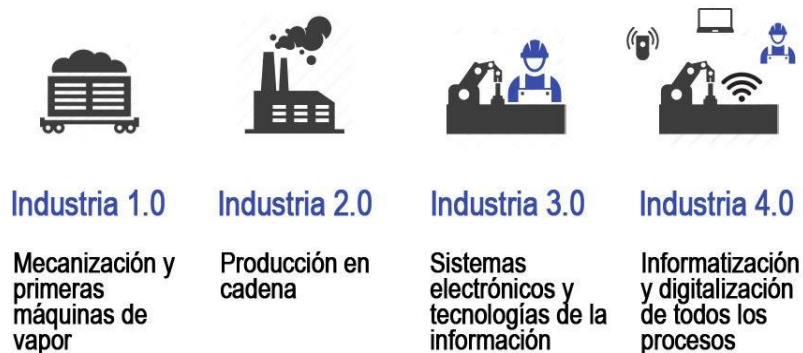 Industria 1.0
Mecanización y
primeras
máquinas de
vapor
Industria 2.0
Producción en
cadena
Industria 3.0
Sistemas
electrónicos y
tecnologías de la
información
Industria 4.0
Informatización
y digitalización
de todos los
procesos